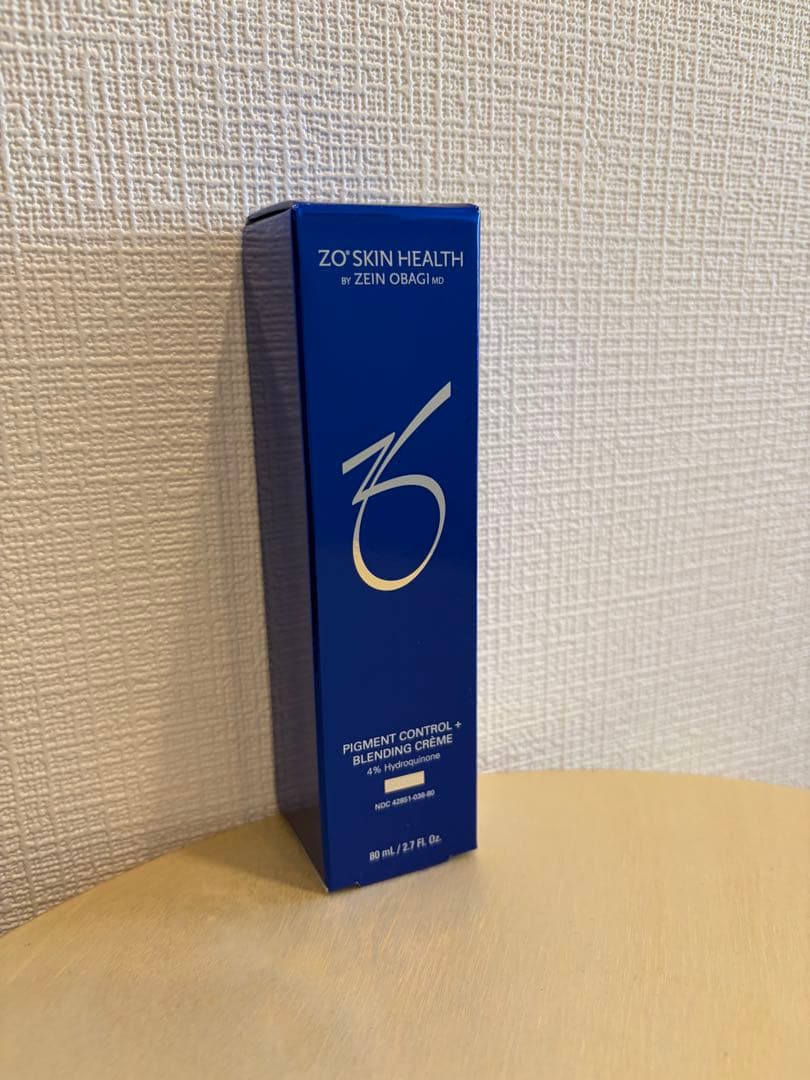 ZO® SKIN HEALTH
BY ZEIN OBAGI MD
ZO
PIGMENT CONTROL +
BLENDING CRÈME
4% Hydroquinone
NDC 42851-038-80
80 mL / 2.7 Fl. Oz.